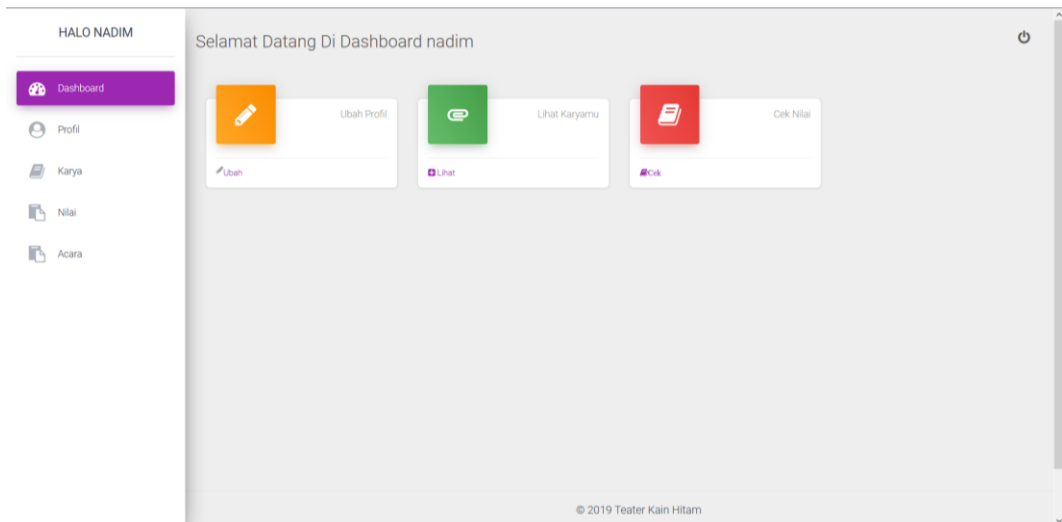 HALO NADIM
Dashboard
Profil
Karya
Nilai
Acara
Selamat Datang Di Dashboard nadim
Ubah Profil
Ubah
Lihat Karyamu
Lihat
Cek Nilai
Cek
© 2019 Teater Kain Hitam